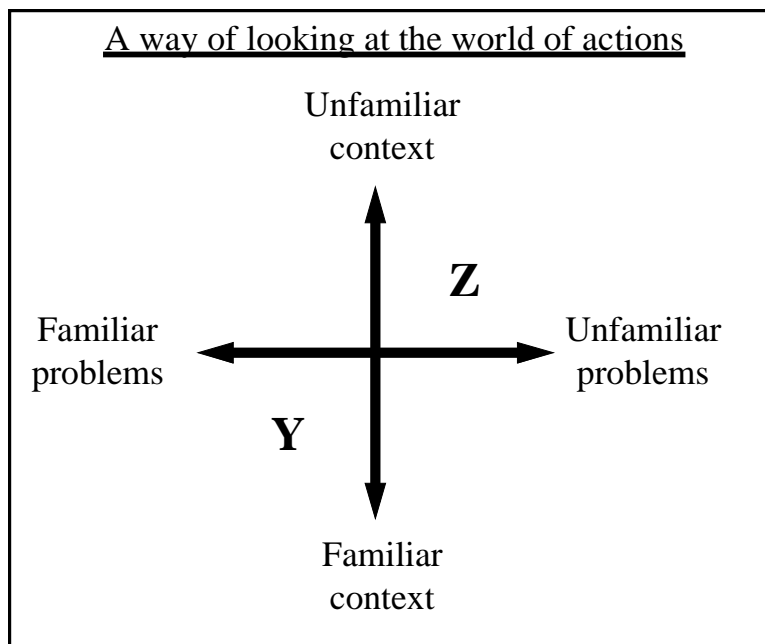 A way of looking at the world of actions
Unfamiliar
context
Z
Familiar
problems
Unfamiliar
problems
Y
Familiar
context